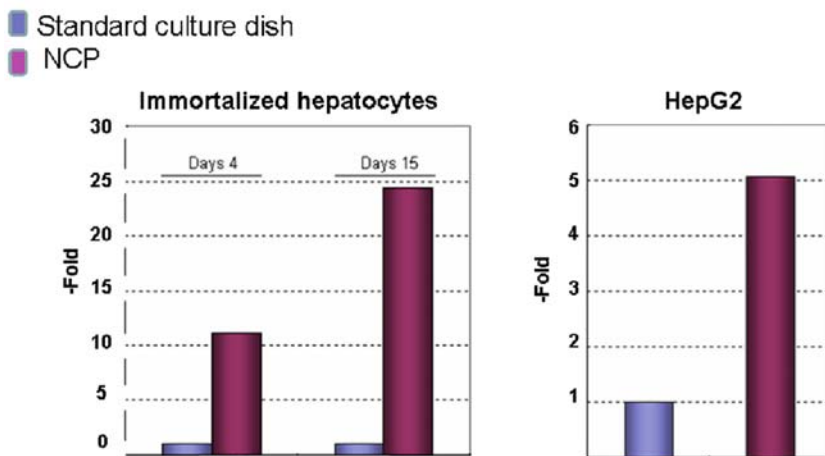 Standard culture dish
NCP
Immortalized hepatocytes
30
25
20
15
10
5
0
-Fold
Days 4
Days 15
HepG2
6
5
4
3
2
1
-Fold